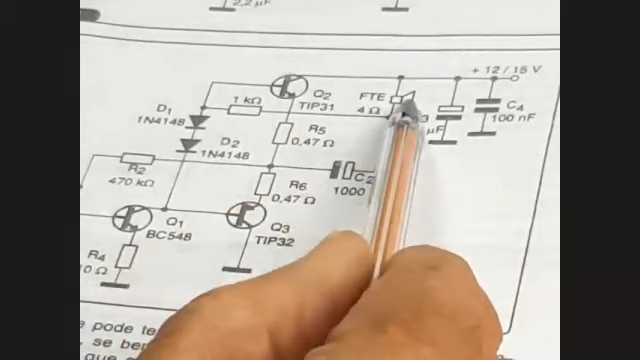 2,2 µF
+ 12 / 15 V
Q2
TIP31
FTE
4 Ω
C4
100 nF
µF
1 kΩ
D1
1N4148
R5
0,47 Ω
D2
1N4148
R2
470 kΩ
R6
0,47 Ω
C2
1000
Q1
BC548
Q3
TIP32
R4
10 Ω
pode te
se be
que